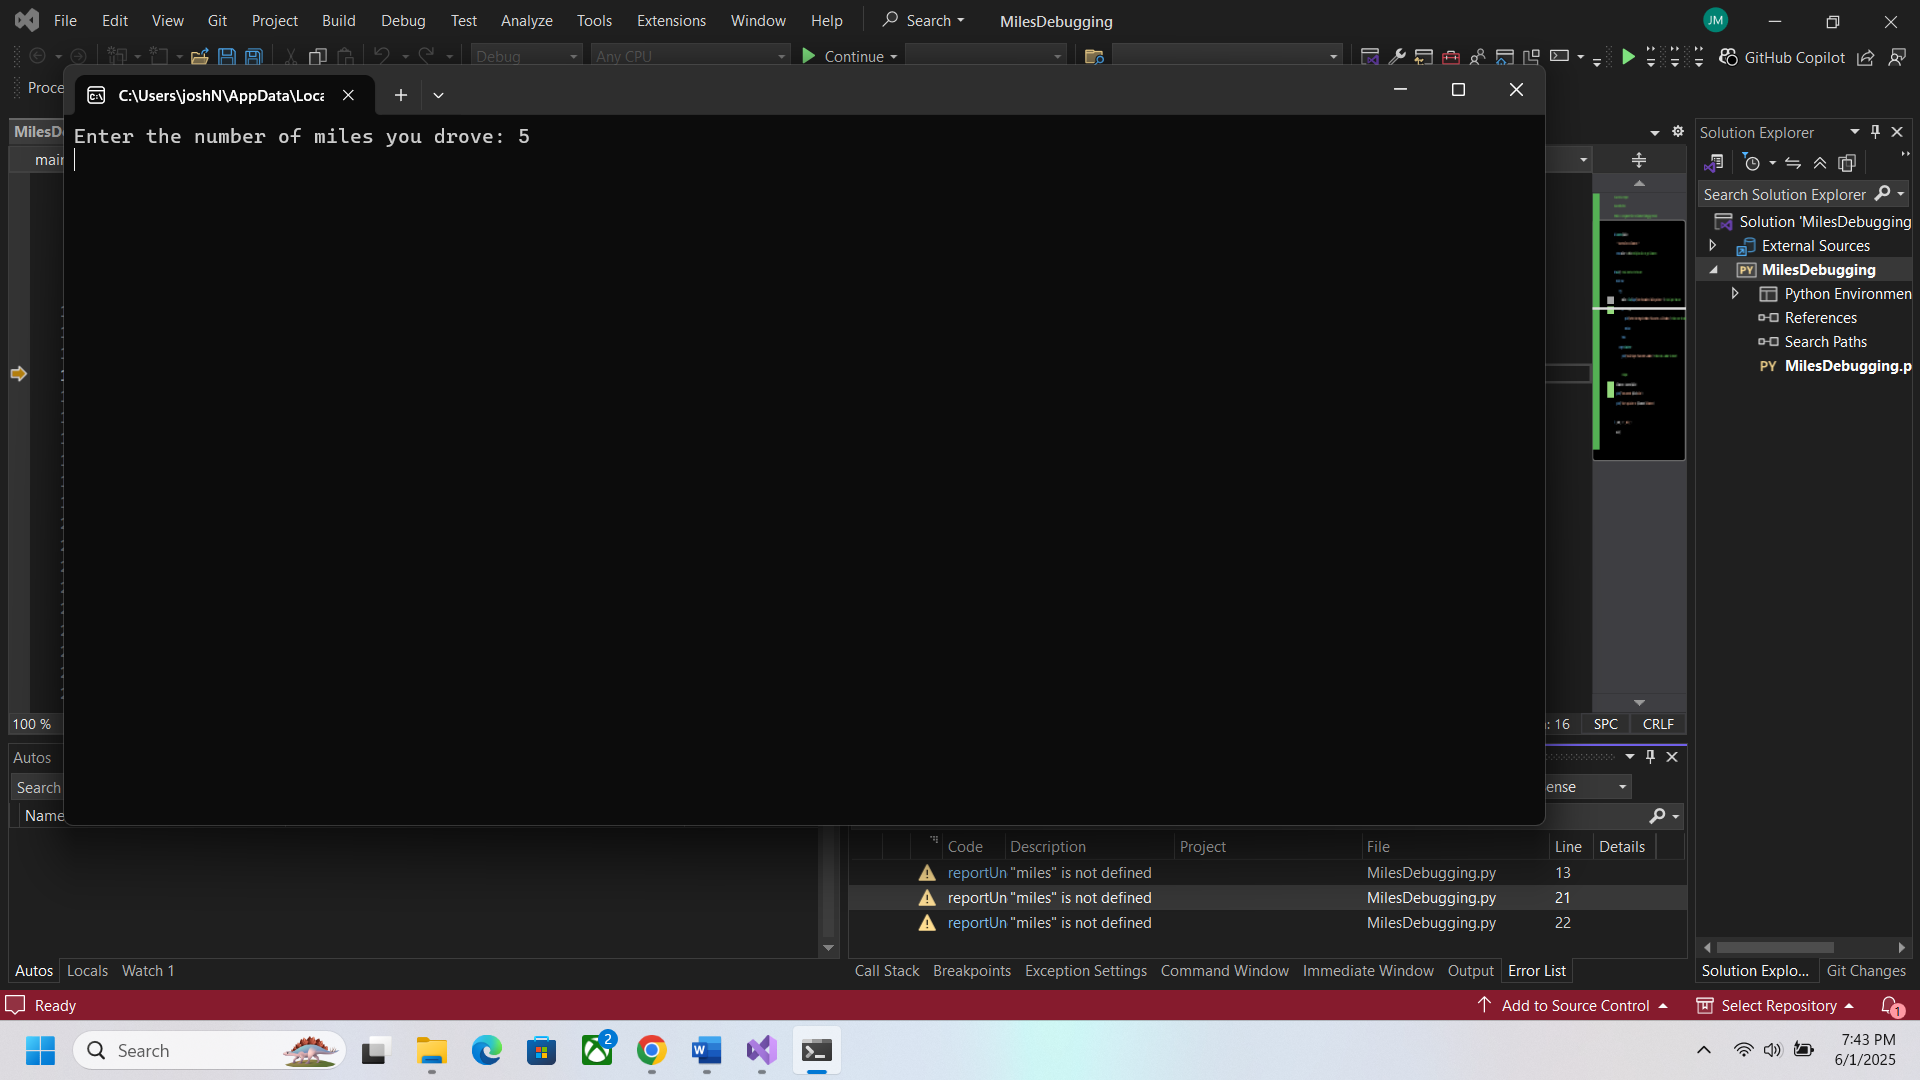 File Edit View Git Project Build Debug Test Analyze Tools Extensions Window Help Search MilesDebugging JM
Debug Any CPU Continue GitHub Copilot
Proce
C:\Users\joshN\AppData\Loca
Enter the number of miles you drove: 5
MilesD
main
100 %
: 16 SPC CRLF
Solution Explorer
Search Solution Explorer
Solution 'MilesDebugging
External Sources
PY MilesDebugging
Python Environmen
References
Search Paths
PY MilesDebugging.p
Autos
Search
Name
Autos Locals Watch 1
ense
Code Description Project File Line Details
reportUn "miles" is not defined MilesDebugging.py 13
reportUn "miles" is not defined MilesDebugging.py 21
reportUn "miles" is not defined MilesDebugging.py 22
Call Stack Breakpoints Exception Settings Command Window Immediate Window Output Error List
Solution Explo... Git Changes
Ready Add to Source Control Select Repository 1
Search 2
7:43 PM
6/1/2025